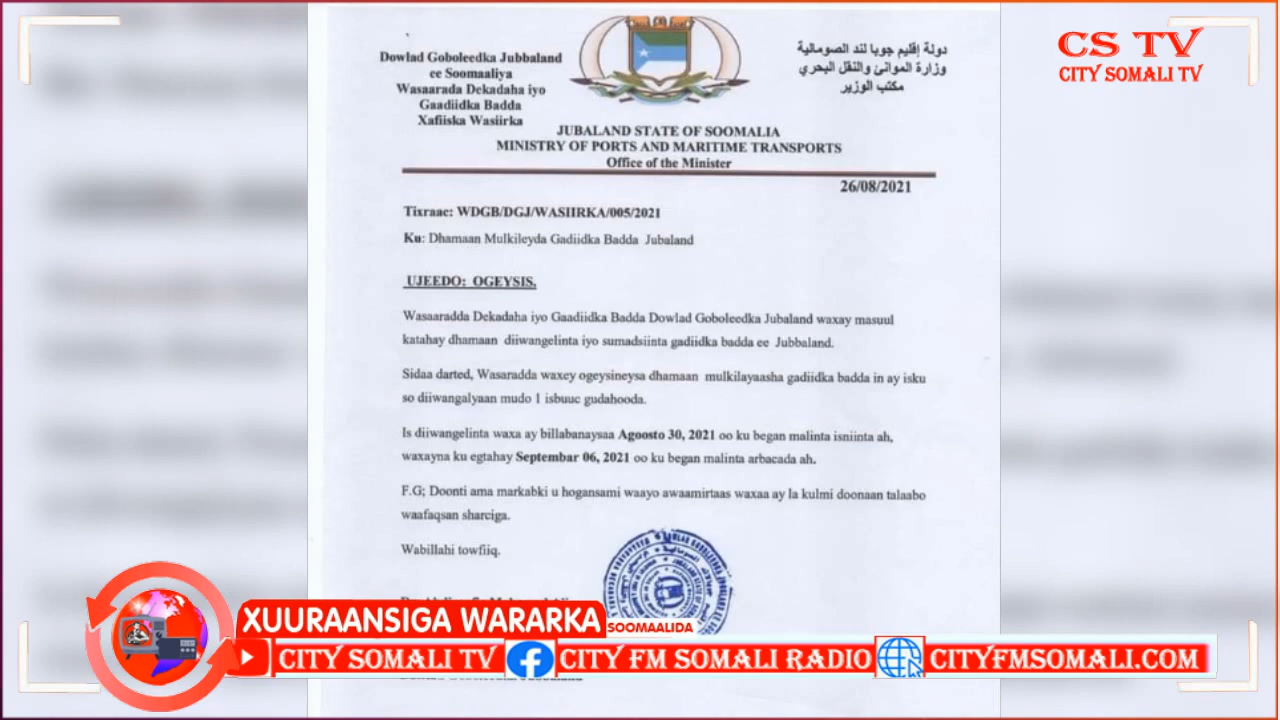 Dowlad Goboleedka Jubbaland
ee Soomaaliya
Wasaarada Dekadaha iyo
Gaadiidka Badda
Xafiiska Wasiirka
دولة إقليم جوبا لند الصومالية
وزارة الموانئ والنقل البحري
مكتب الوزير
CS TV
CITY SOMALI TV
JUBALAND STATE OF SOOMALIA
MINISTRY OF PORTS AND MARITIME TRANSPORTS
Office of the Minister
26/08/2021
Tixraac: WDGB/DGJ/WASIIRKA/005/2021
Ku: Dhamaan Mulkileyda Gadiidka Badda Jubaland
UJEEDO: OGEYSIS.
Wasaaradda Dekadaha iyo Gaadiidka Badda Dowlad Goboleedka Jubaland waxay masuul
katahay dhamaan diiwangelinta iyo sumadsiinta gadiidka badda ee Jubbaland.
Sidaa darted, Wasaradda waxey ogeysineysa dhamaan mulkilayaasha gadiidka badda in ay isku
so diiwangalyaan mudo 1 isbuuc gudahooda.
Is diiwangelinta waxa ay billabanaysaa Agoosto 30, 2021 oo ku began malinta isniinta ah,
waxayna ku egtahay Septembar 06, 2021 oo ku began malinta arbacada ah.
F.G; Doonti ama markabki u hogansami waayo awaamirtaas waxaa ay la kulmi doonaan talaabo
waafaqsan sharciga.
Wabillahi towfiiq.
XUURAANSIGA WARARKA
SOOMAALIDA
CITY SOMALI TV
CITY FM SOMALI RADIO
CITYFMSOMALI.COM